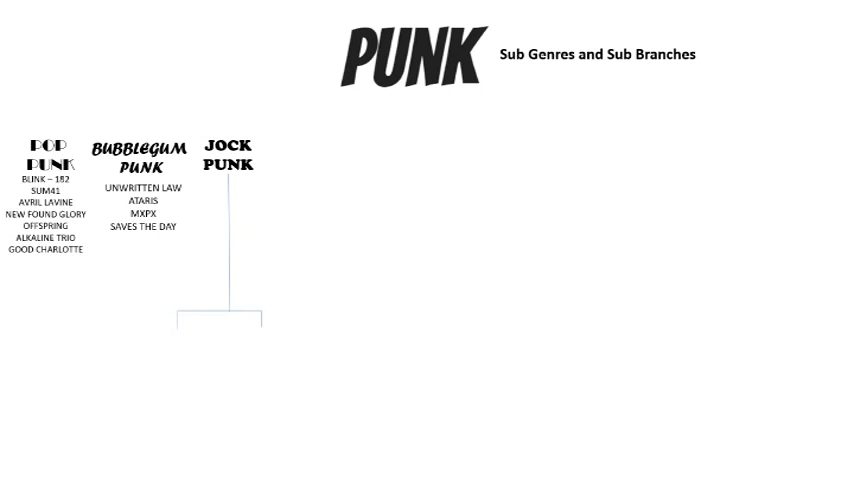 PUNK Sub Genres and Sub Branches
POP
PUNK
BLINK – 182
SUM41
AVRIL LAVINE
NEW FOUND GLORY
OFFSPRING
ALKALINE TRIO
GOOD CHARLOTTE
BUBBLEGUM
PUNK
UNWRITTEN LAW
ATARIS
MXPX
SAVES THE DAY
JOCK
PUNK